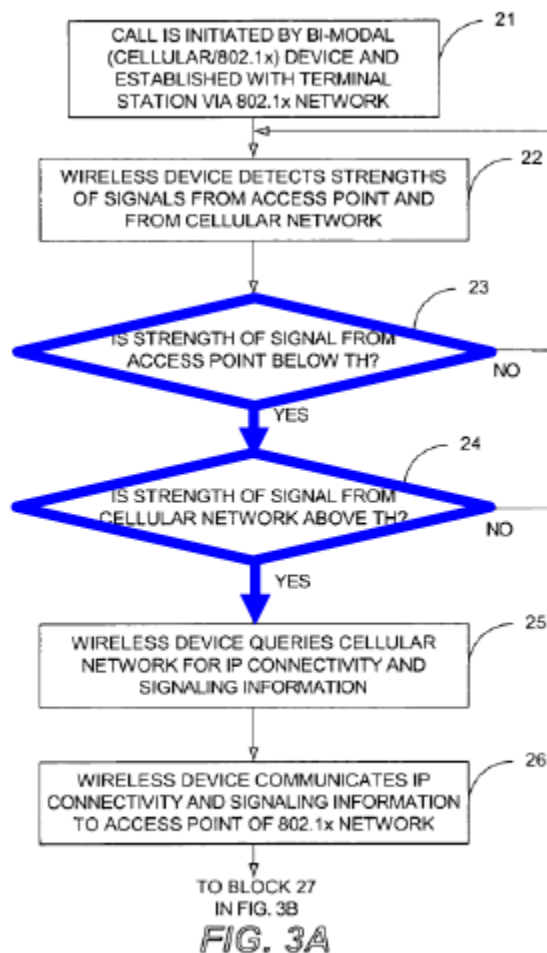 21
CALL IS INITIATED BY BI-MODAL
(CELLULAR/802.1x) DEVICE AND
ESTABLISHED WITH TERMINAL
STATION VIA 802.1x NETWORK
22
WIRELESS DEVICE DETECTS STRENGTHS
OF SIGNALS FROM ACCESS POINT AND
FROM CELLULAR NETWORK
23
IS STRENGTH OF SIGNAL FROM
ACCESS POINT BELOW TH?
NO
YES
24
IS STRENGTH OF SIGNAL FROM
CELLULAR NETWORK ABOVE TH?
NO
YES
25
WIRELESS DEVICE QUERIES CELLULAR
NETWORK FOR IP CONNECTIVITY AND
SIGNALING INFORMATION
26
WIRELESS DEVICE COMMUNICATES IP
CONNECTIVITY AND SIGNALING INFORMATION
TO ACCESS POINT OF 802.1x NETWORK
TO BLOCK 27
IN FIG. 3B
FIG. 3A